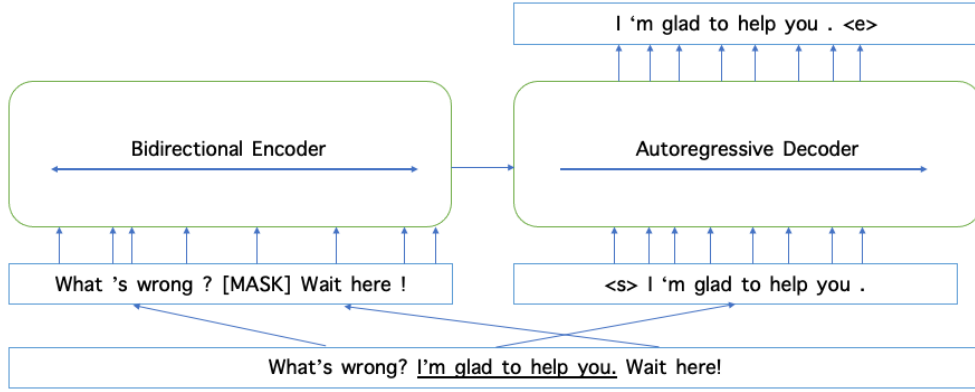 I ‘m glad to help you . <e>
Bidirectional Encoder
Autoregressive Decoder
What ’s wrong ? [MASK] Wait here !
<s> I ‘m glad to help you .
What’s wrong? I’m glad to help you. Wait here!